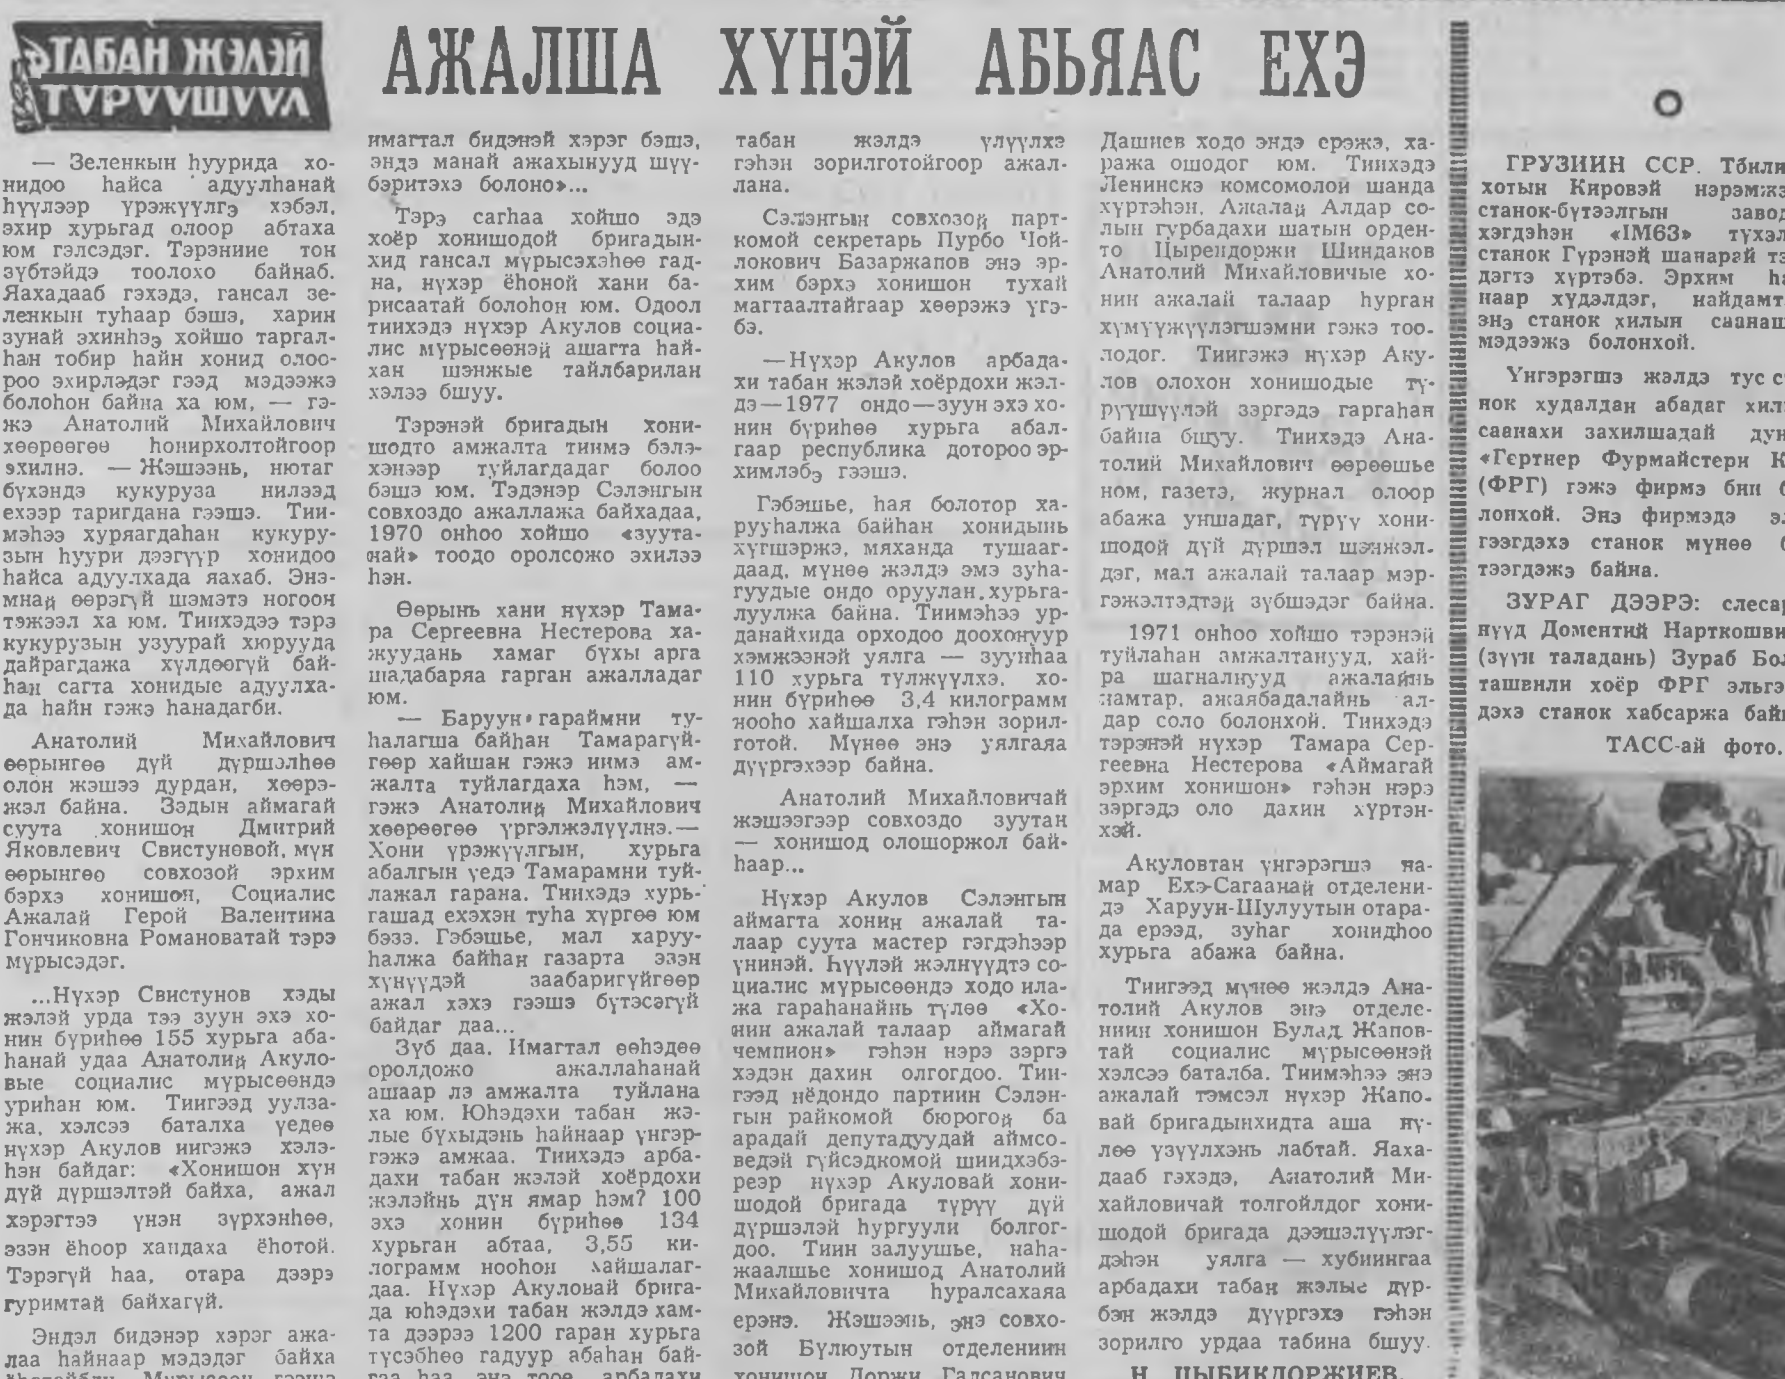 ТАБАН ЖЭЛЭЙ
ТҮРҮҮШҮҮЛ
АЖАЛША ХҮНЭЙ АБЬЯАС ЕХЭ
— Зеленкын һуурида хо-
нидоо һайса адуулһанай
һүүлээр үрэжүүлгэ хэбэл,
эхир хурьгад олоор абтаха
юм гэлсэдэг. Тэрэниие тон
зүбтэйдэ тоолохо байнаб.
Яахадааб гэхэдэ, гансал зе-
ленкын туһаар бэшэ, харин
зунай эхинһээ хойшо таргал-
һан тобир һайн хонид олоо-
роо эхирлэдэг гээд мэдээжэ
болоһон байна ха юм, — гэ-
жэ Анатолий Михайлович
хөөрөөгөө һонирхолтойгоор
эхилнэ. — Жэшээнь, нютаг
бүхэндэ кукуруза нилээд
ехээр таригдана гээшэ. Тии-
мэһээ хуряагдаһан кукуру-
зын һуури дээгүүр хонидоо
һайса адуулхада яахаб. Энэ-
мнай өөрэгүй шэмэтэ ногоон
тэжээл ха юм. Тиихэдээ тэрэ
кукурузын узуурай хюрууда
дайрагдажа хүлдөөгүй бай-
һан сагта хонидые адуулха-
да һайн гэжэ һанадагби.
Анатолий Михайлович
өөрынгөө дүй дүршэлһөө
олон жэшээ дурдан, хөөрэ-
жэл байна. Зэдын аймагай
суута хонишон Дмитрий
Яковлевич Свистуновой, мүн
өөрынгөө совхозой эрхим
бэрхэ хонишон, Социалис
Ажалай Герой Валентина
Гончиковна Романоватай тэрэ
мүрысэдэг.
...Нүхэр Свистунов хэды
жэлэй урда тээ зуун эхэ хо-
нин бүриһөө 155 хурьга аба-
һанай удаа Анатолий Акуло-
вые социалис мүрысөөндэ
уриһан юм. Тиигээд уулза-
жа, хэлсээ баталха үедөө
нүхэр Акулов иигэжэ хэлэ-
һэн байдаг: «Хонишон хүн
дүй дүршэлтэй байха, ажал
хэрэгтээ үнэн зүрхэнһөө,
эзэн ёһоор хандаха ёһотой.
Тэрэгүй һаа, отара дээрэ
гуримтай байхагүй.
Эндэл бидэнэр хэрэг ажа-
лаа һайнаар мэдэдэг байха
имагтал бидэнэй хэрэг бэшэ,
эндэ манай ажахынууд шүү-
бэритэхэ болоно»...
Тэрэ сагһаа хойшо эдэ
хоёр хонишодой бригадын-
хид гансал мүрысэхэһөө гад-
на, нүхэр ёһоной хани ба-
рисаатай болоһон юм. Одоол
тиихэдэ нүхэр Акулов социа-
лис мүрысөөнэй ашагта һай-
хан шэнжые тайлбарилан
хэлээ бшуу.
Тэрэнэй бригадын хони-
шодто амжалта тиимэ бэлэ-
хэнээр туйлагдадаг болоо
бэшэ юм. Тэдэнэр Сэлэнгын
совхоздо ажаллажа байхадаа,
1970 онһоо хойшо «зуута-
най» тоодо оролсожо эхилээ
һэн.
Өөрынь хани нүхэр Тама-
ра Сергеевна Нестерова ха-
жуудань хамаг бүхы арга
шадабаряа гарган ажалладаг
юм.
— Баруун гараймни ту-
һалагша байһан Тамарагүй-
гөөр хайшан гэжэ иимэ ам-
жалта туйлагдаха һэм, —
гэжэ Анатолий Михайлович
хөөрөөгөө үргэлжэлүүлнэ.—
Хони үрэжүүлгын, хурьга
абалгын үедэ Тамарамни туй-
лажал гарана. Тиихэдэ хурь-
гашад ехэхэн туһа хүргөө юм
бэзэ. Гэбэшье, мал харуу-
һалжа байһан газарта эзэн
хүнүүдэй заабаригүйгөөр
ажал хэхэ гээшэ бүтэсэгүй
байдаг даа...
Зүб даа. Имагтал өөһэдөө
оролдожо ажаллаһанай
ашаар лэ амжалта туйлана
ха юм. Юһэдэхи табан жэ-
лые бүхыдэнь һайнаар үнгэр-
гэжэ амжаа. Тиихэдэ арба-
дахи табан жэлэй хоёрдохи
жэлэйнь дүн ямар һэм? 100
эхэ хонин бүриһөө 134
хурьган абтаа, 3,55 ки-
лограмм нооһон хайшалаг-
даа. Нүхэр Акуловай брига-
да юһэдэхи табан жэлдэ хам-
та дээрээ 1200 гаран хурьга
түсэбһөө гадуур абаһан бай-
гаа һаа, энэ тоое арбадахи
табан жэлдэ үлүүлхэ
гэһэн зорилготойгоор ажал-
лана.
Сэлэнгын совхозой парт-
комой секретарь Пурбо Чой-
локович Базаржапов энэ эр-
хим бэрхэ хонишон тухай
магтаалтайгаар хөөрэжэ үгэ-
бэ.
—Нүхэр Акулов арбада-
хи табан жэлэй хоёрдохи жэл-
дэ—1977 ондо—зуун эхэ хо-
нин бүриһөө хурьга абал-
гаар республика дотороо эр-
химлэбэ гээшэ.
Гэбэшье, һая болотор ха-
рууһалжа байһан хонидынь
хүгшэржэ, мяханда тушааг-
даад, мүнөө жэлдэ эмэ зуһа-
гуудые ондо оруулан хурьга-
луулжа байна. Тиимэһээ ур-
данайхида орходоо доохонуур
хэмжээнэй уялга — зуунһаа
110 хурьга түлжүүлхэ, хо-
нин бүриһөө 3,4 килограмм
нооһо хайшалха гэһэн зорил-
готой. Мүнөө энэ уялгаяа
дүүргэхээр байна.
Анатолий Михайловичай
жэшээгээр совхоздо зуутан
— хонишод олошоржол бай-
һаар...
Нүхэр Акулов Сэлэнгын
аймагта хонин ажалай та-
лаар суута мастер гэгдэһээр
үнинэй. Һүүлэй жэлнүүдтэ со-
циалис мүрысөөндэ ходо ила-
жа гараһанайнь түлөө «Хо-
нин ажалай талаар аймагай
чемпион» гэһэн нэрэ зэргэ
хэдэн дахин олгогдоо. Тии-
гээд нёдондо партиин Сэлэн-
гын райкомой бюрогой ба
арадай депутадуудай аймсо-
ведэй гүйсэдкомой шиидхэбэ-
реэр нүхэр Акуловай хони-
шодой бригада түрүү дүй
дүршэлэй һургуули болгог-
доо. Тиин залуушье, наһа-
жаалшье хонишод Анатолий
Михайловичта һуралсахаяа
ерэнэ. Жэшээнь, энэ совхо-
зой Бүлюутын отделениин
хонишон Доржи Галсанович
Дашиев ходо эндэ ерэжэ, ха-
ража ошодог юм. Тиихэдэ
Ленинскэ комсомолой шанда
хүртэһэн, Ажалай Алдар со-
лын гурбадахи шатын орден-
то Цырендоржи Шиндаков
Анатолий Михайловичые хо-
нин ажалай талаар һурган
хүмүүжүүлэгшэмни гэжэ тоо-
лодог. Тиигэжэ нүхэр Аку-
лов олохон хонишодые тү-
рүүшүүлэй зэргэдэ гаргаһан
байна бшуу. Тиихэдэ Ана-
толий Михайлович өөрөөшье
ном, газетэ, журнал олоор
абажа уншадаг, түрүү хони-
шодой дүй дүршэл шэнжэл-
дэг, мал ажалай талаар мэр-
гэжэлтэдтэй зүбшэдэг байна.
1971 онһоо хойшо тэрэнэй
туйлаһан амжалтанууд, хай-
ра шагналнууд ажалайнь
намтар, ажаябадалайнь ал-
дар соло болонхой. Тиихэдэ
тэрэнэй нүхэр Тамара Сер-
геевна Нестерова «Аймагай
эрхим хонишон» гэһэн нэрэ
зэргэдэ оло дахин хүртэн-
хэй.
Акуловтан үнгэрэгшэ на-
мар Ехэ-Сагаанай отделени-
дэ Харуун-Шулуутын отара-
да ерээд, зуһаг хонидһоо
хурьга абажа байна.
Тиигээд мүнөө жэлдэ Ана-
толий Акулов энэ отделе-
ниин хонишон Булад Жапов-
тай социалис мүрысөөнэй
хэлсээ баталба. Тиимэһээ энэ
ажалай тэмсэл нүхэр Жапо-
вай бригадынхидта аша нү-
лөө үзүүлхэнь лабтай. Яаха-
дааб гэхэдэ, Анатолий Ми-
хайловичай толгойлдог хони-
шодой бригада дээшэлүүлэг-
дэһэн уялга — хубиингаа
арбадахи табан жэлые дүр-
бэн жэлдэ дүүргэхэ гэһэн
зорилго урдаа табина бшуу.
Н. ЦЫБИКДОРЖИЕВ.
О
ГРУЗИИН ССР. Тбили
хотын Кировэй нэрэмжэ
станок-бүтээлгын завод
хэгдэһэн «1М63» түхэл
станок Гүрэнэй шанарай тэ
дэгтэ хүртэбэ. Эрхим һа
наар хүдэлдэг, найдамт
энэ станок хилын саанаш
мэдээжэ болонхой.
Үнгэрэгшэ жэлдэ тус с
нок худалдан абадаг хил
саанахи захилшадай дун
«Гертнер Фурмайстери К
(ФРГ) гэжэ фирмэ бии б
лонхой. Энэ фирмэдэ э
гээгдэхэ станок мүнөө б
тээгдэжэ байна.
ЗУРАГ ДЭЭРЭ: слеса
нүүд Доментий Нарткошви
(зүүн таладань) Зураб Бо
ташвили хоёр ФРГ эльгэ
дэхэ станок хабсаржа бай
ТАСС-ай фото.